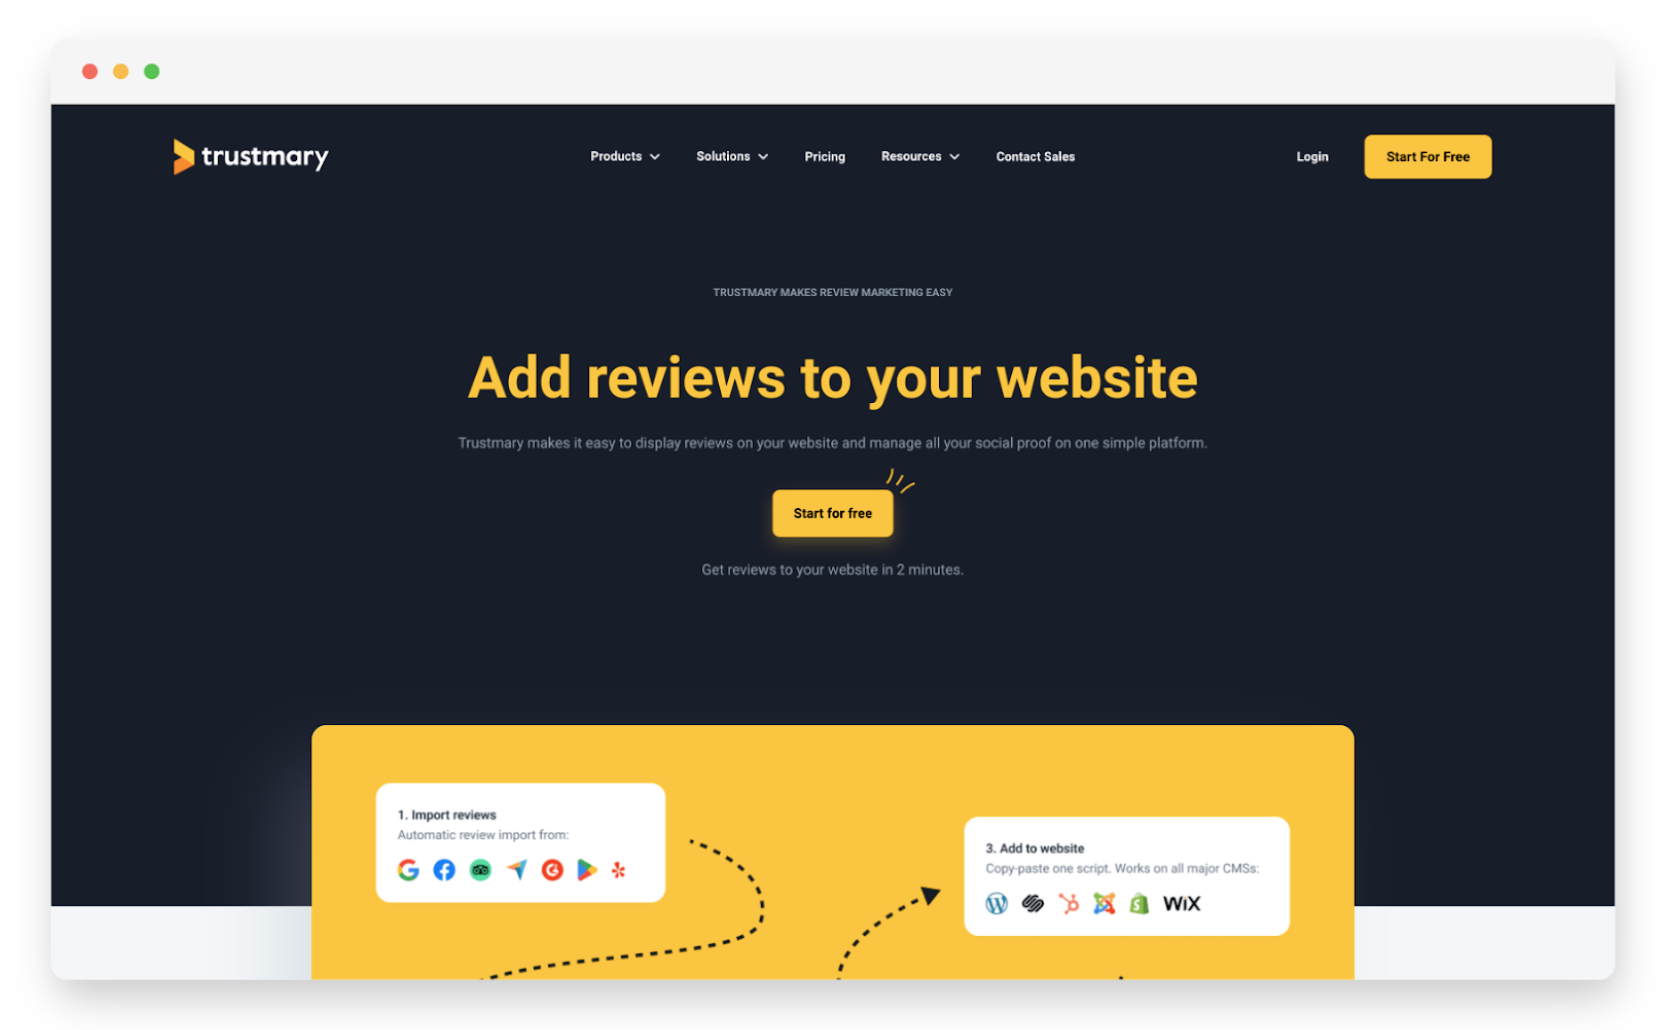 trustmary
Products
Solutions
Pricing
Resources
Contact Sales
Login
Start For Free
TRUSTMARY MAKES REVIEW MARKETING EASY
Add reviews to your website
Trustmary makes it easy to display reviews on your website and manage all your social proof on one simple platform.
Start for free
Get reviews to your website in 2 minutes.
1. Import reviews
Automatic review import from:
3. Add to website
Copy-paste one script. Works on all major CMSs:
WiX